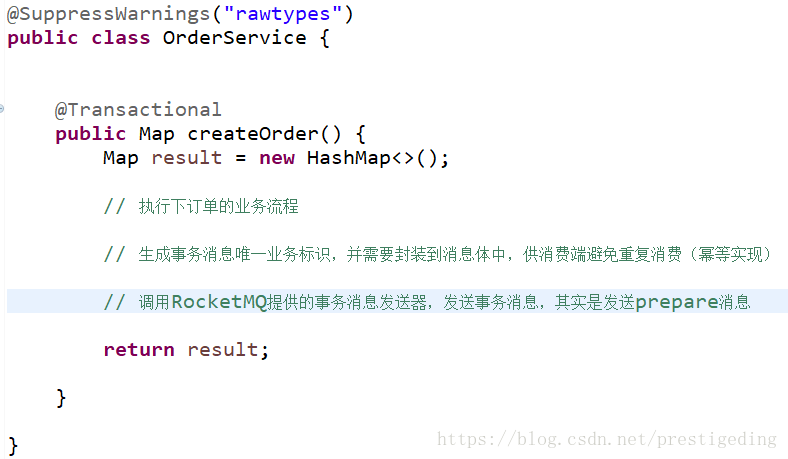 @SuppressWarnings("rawtypes")
public class OrderService {
@Transactional
public Map createOrder() {
Map result = new HashMap<>();
// 执行下订单的业务流程
// 生成事务消息唯一业务标识，并需要封装到消息体中，供消费端避免重复消费（幂等实现）
// 调用RocketMQ提供的事务消息发送器，发送事务消息，其实是发送prepare消息
return result;
}
}
https://blog.csdn.net/prestigeding